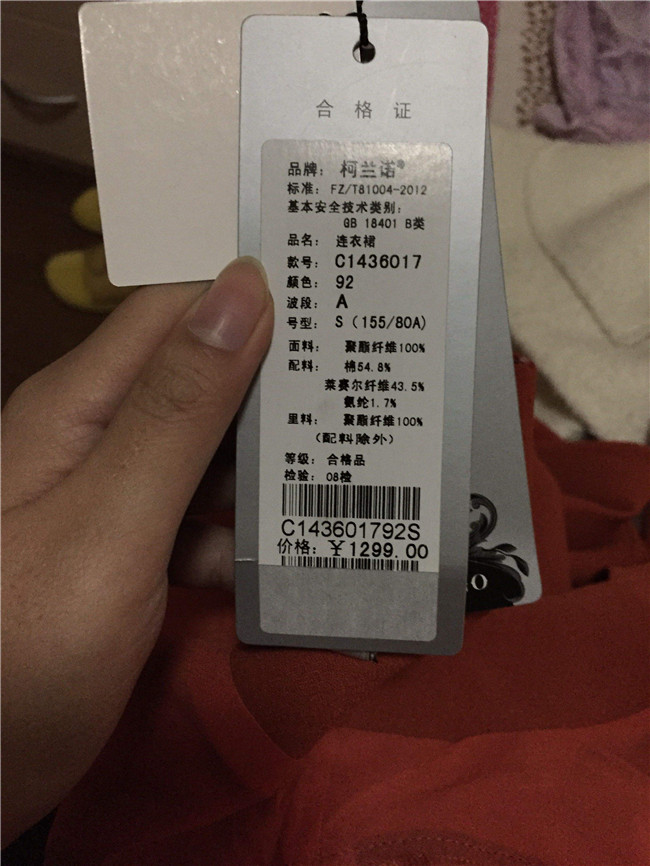 合格证
品牌： 柯兰诺®
标准： FZ/T81004-2012
基本安全技术类别：
GB 18401 B类
品名： 连衣裙
款号： C1436017
颜色： 92
波段： A
号型： S（155/80A）
面料： 聚酯纤维100%
配料： 棉54.8%
莱赛尔纤维43.5%
氨纶1.7%
里料： 聚酯纤维100%
（配料除外）
等级： 合格品
检验： 08检
C143601792S
价格：￥1299.00